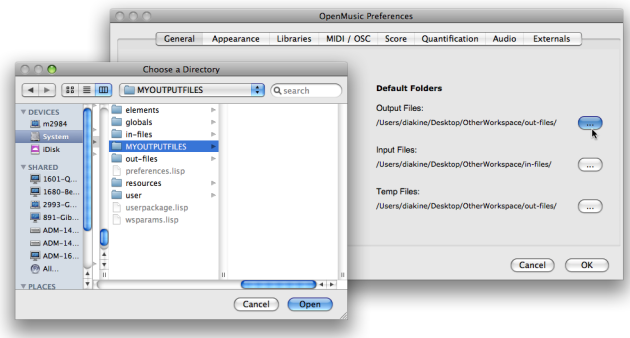 OpenMusic Preferences
General Appearance Libraries MIDI / OSC Score Quantification Audio Externals
Default Folders
Output Files:
/Users/diakine/Desktop/OtherWorkspace/out-files/ ...
Input Files:
/Users/diakine/Desktop/OtherWorkspace/in-files/ ...
Temp Files:
/Users/diakine/Desktop/OtherWorkspace/out-files/ ...
Cancel OK
Choose a Directory
MYOUTPUTFILES search
DEVICES
m2984
System
iDisk
SHARED
1601-Q...
1680-Be...
2993-G...
891-Gib...
ADM-14...
ADM-14...
ADM-16...
All...
PLACES
elements
globals
in-files
MYOUTPUTFILES
out-files
preferences.lisp
resources
user
userpackage.lisp
wsparams.lisp
Cancel Open